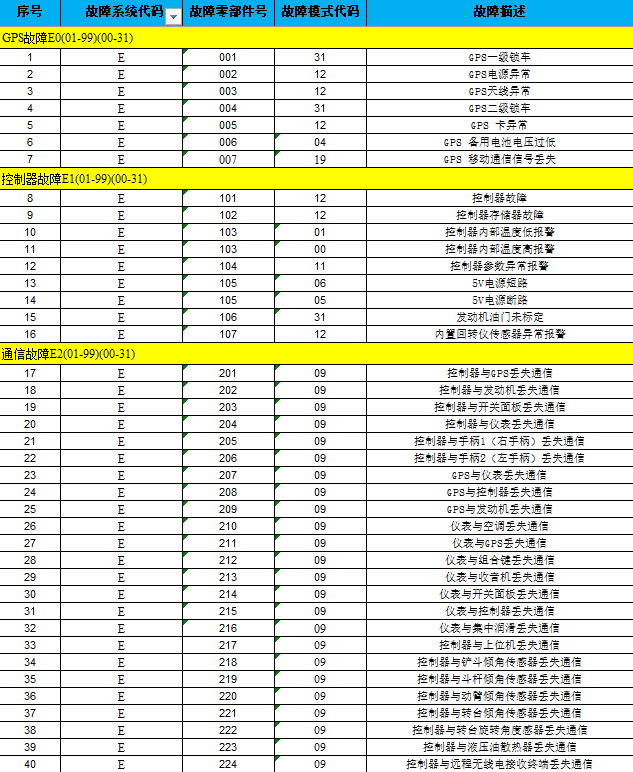 序号 故障系统代码 故障零部件号 故障模式代码 故障描述
GPS故障E0(01-99)(00-31)
1 E 001 31 GPS一级锁车
2 E 002 12 GPS电源异常
3 E 003 12 GPS天线异常
4 E 004 31 GPS二级锁车
5 E 005 12 GPS 卡异常
6 E 006 04 GPS 备用电池电压过低
7 E 007 19 GPS 移动通信信号丢失
控制器故障E1(01-99)(00-31)
8 E 101 12 控制器故障
9 E 102 12 控制器存储器故障
10 E 103 01 控制器内部温度低报警
11 E 103 00 控制器内部温度高报警
12 E 104 11 控制器参数异常报警
13 E 105 06 5V电源短路
14 E 105 05 5V电源断路
15 E 106 31 发动机油门未标定
16 E 107 12 内置回转仪传感器异常报警
通信故障E2(01-99)(00-31)
17 E 201 09 控制器与GPS丢失通信
18 E 202 09 控制器与发动机丢失通信
19 E 203 09 控制器与开关面板丢失通信
20 E 204 09 控制器与仪表丢失通信
21 E 205 09 控制器与手柄1（右手柄）丢失通信
22 E 206 09 控制器与手柄2（左手柄）丢失通信
23 E 207 09 GPS与仪表丢失通信
24 E 208 09 GPS与控制器丢失通信
25 E 209 09 GPS与发动机丢失通信
26 E 210 09 仪表与空调丢失通信
27 E 211 09 仪表与GPS丢失通信
28 E 212 09 仪表与组合键丢失通信
29 E 213 09 仪表与收音机丢失通信
30 E 214 09 仪表与开关面板丢失通信
31 E 215 09 仪表与控制器丢失通信
32 E 216 09 仪表与集中润滑丢失通信
33 E 217 09 控制器与上位机丢失通信
34 E 218 09 控制器与铲斗倾角传感器丢失通信
35 E 219 09 控制器与斗杆倾角传感器丢失通信
36 E 220 09 控制器与动臂倾角传感器丢失通信
37 E 221 09 控制器与转台倾角传感器丢失通信
38 E 222 09 控制器与转台旋转角度感器丢失通信
39 E 223 09 控制器与液压油散热器丢失通信
40 E 224 09 控制器与远程无线电接收终端丢失通信